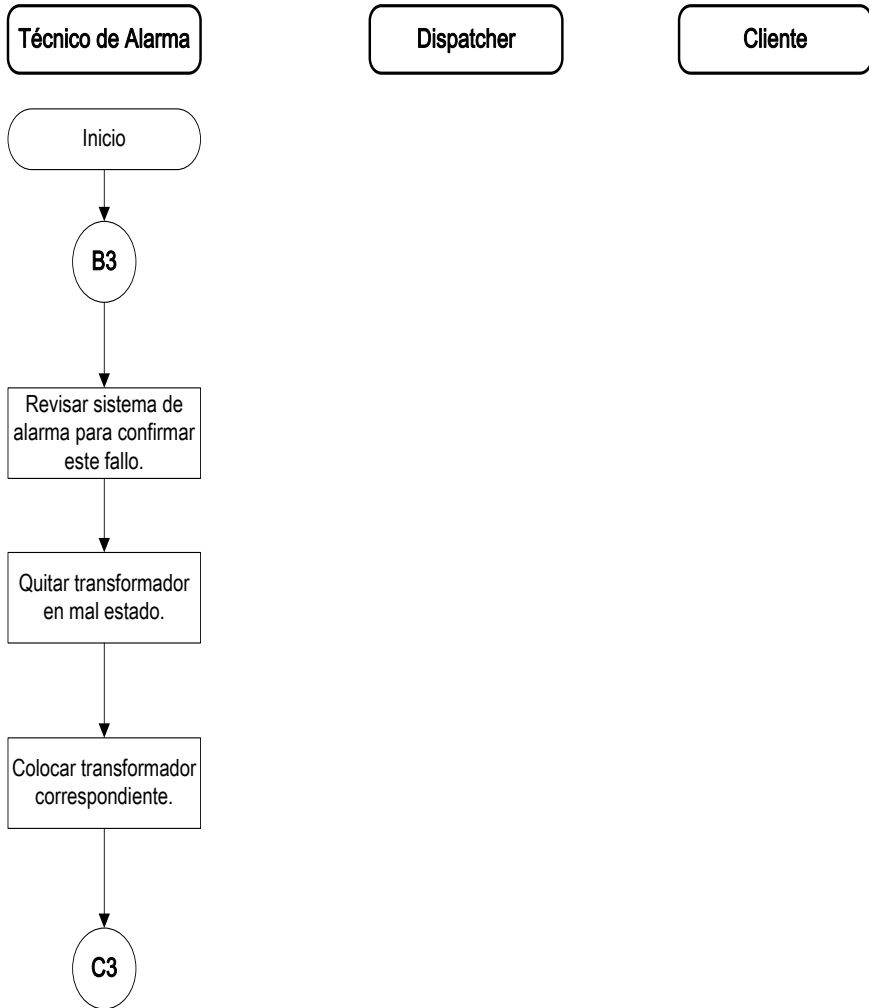 Técnico de Alarma
Dispatcher
Cliente
Inicio
B3
Revisar sistema de
alarma para confirmar
este fallo.
Quitar transformador
en mal estado.
Colocar transformador
correspondiente.
C3